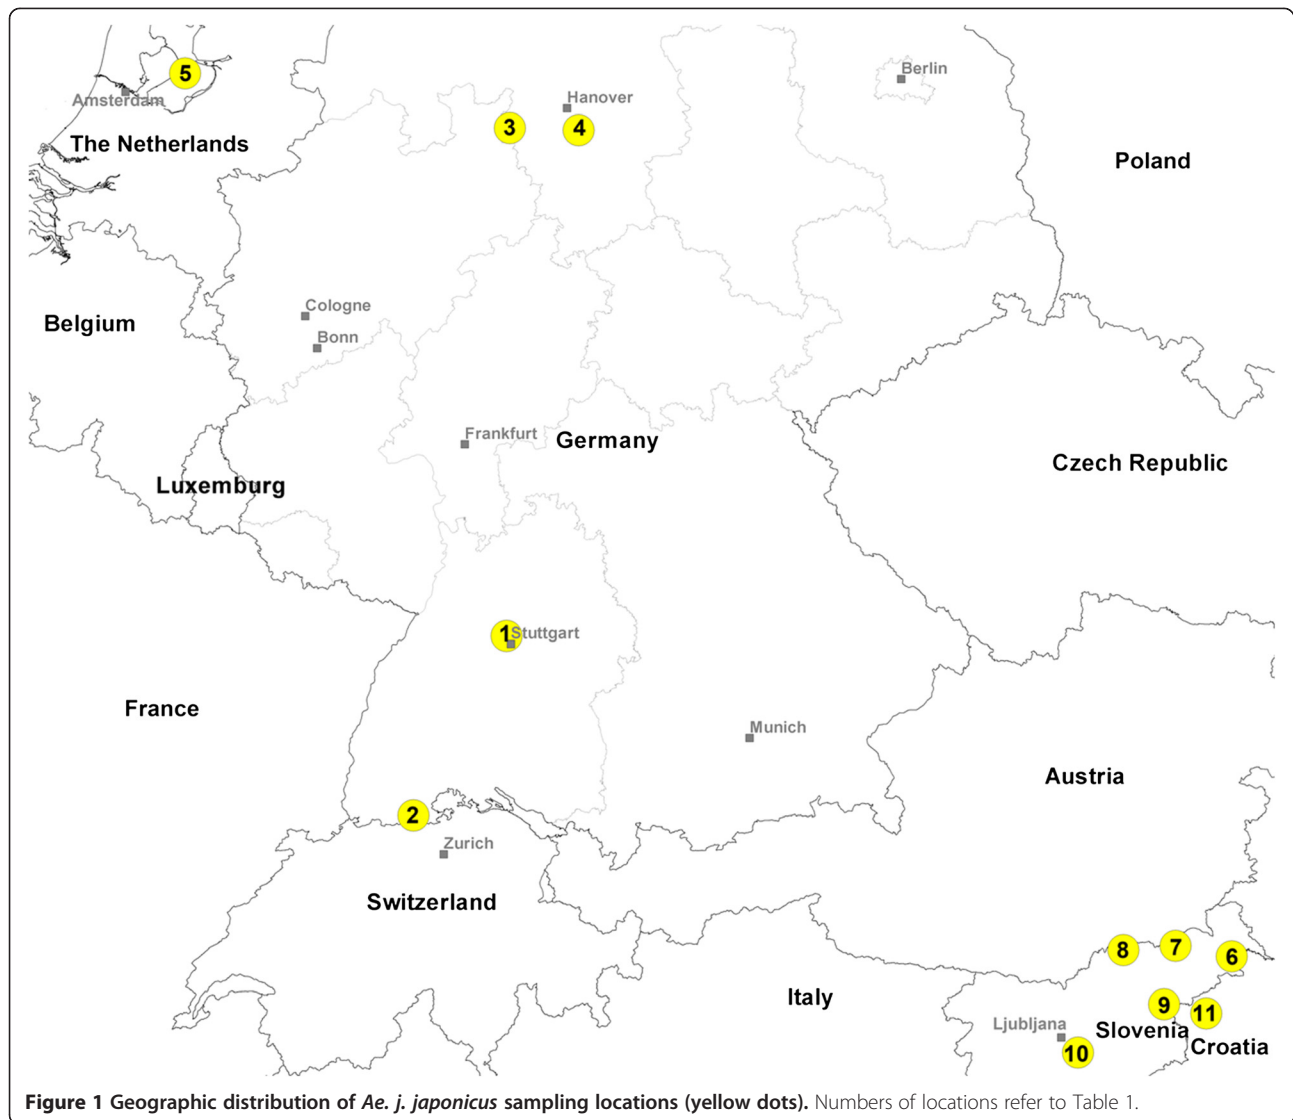 5
Amsterdam
The Netherlands
Berlin
Hanover
3
4
Poland
Belgium
Cologne
Bonn
Frankfurt
Germany
Czech Republic
Luxemburg
1
Stuttgart
France
Munich
Austria
2
Zurich
Switzerland
8
7
6
Italy
9
11
Ljubljana
Slovenia
Croatia
10
Figure 1 Geographic distribution of Ae. j. japonicus sampling locations (yellow dots). Numbers of locations refer to Table 1.